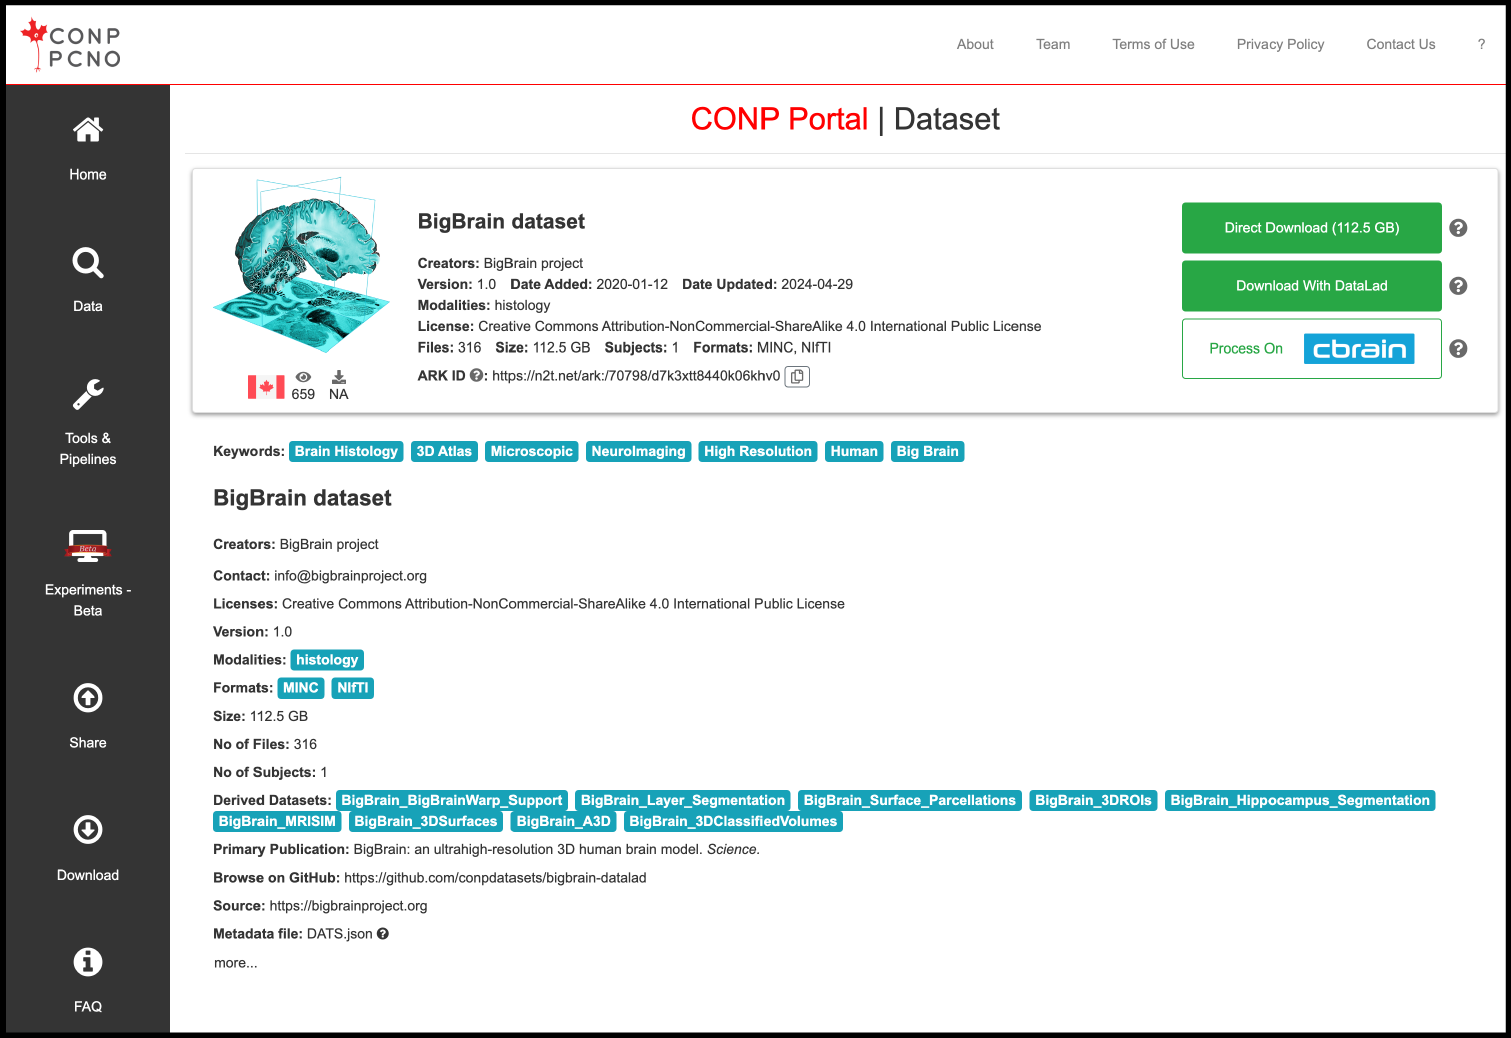 CONP
PCNO
About Team Terms of Use Privacy Policy Contact Us ?
CONP Portal | Dataset
Home
Data
Tools &
Pipelines
Beta
Experiments -
Beta
Share
Download
FAQ
BigBrain dataset
Creators: BigBrain project
Version: 1.0 Date Added: 2020-01-12 Date Updated: 2024-04-29
Modalities: histology
License: Creative Commons Attribution-NonCommercial-ShareAlike 4.0 International Public License
Files: 316 Size: 112.5 GB Subjects: 1 Formats: MINC, NIfTI
ARK ID ?: https://n2t.net/ark:/70798/d7k3xtt8440k06khv0
659 NA
Direct Download (112.5 GB) ?
Download With DataLad ?
Process On cbrain ?
Keywords: Brain Histology 3D Atlas Microscopic NeuroImaging High Resolution Human Big Brain
BigBrain dataset
Creators: BigBrain project
Contact: info@bigbrainproject.org
Licenses: Creative Commons Attribution-NonCommercial-ShareAlike 4.0 International Public License
Version: 1.0
Modalities: histology
Formats: MINC NIfTI
Size: 112.5 GB
No of Files: 316
No of Subjects: 1
Derived Datasets: BigBrain_BigBrainWarp_Support BigBrain_Layer_Segmentation BigBrain_Surface_Parcellations BigBrain_3DROIs BigBrain_Hippocampus_Segmentation
BigBrain_MRISIM BigBrain_3DSurfaces BigBrain_A3D BigBrain_3DClassifiedVolumes
Primary Publication: BigBrain: an ultrahigh-resolution 3D human brain model. Science.
Browse on GitHub: https://github.com/conpdatasets/bigbrain-datalad
Source: https://bigbrainproject.org
Metadata file: DATS.json ?
more...